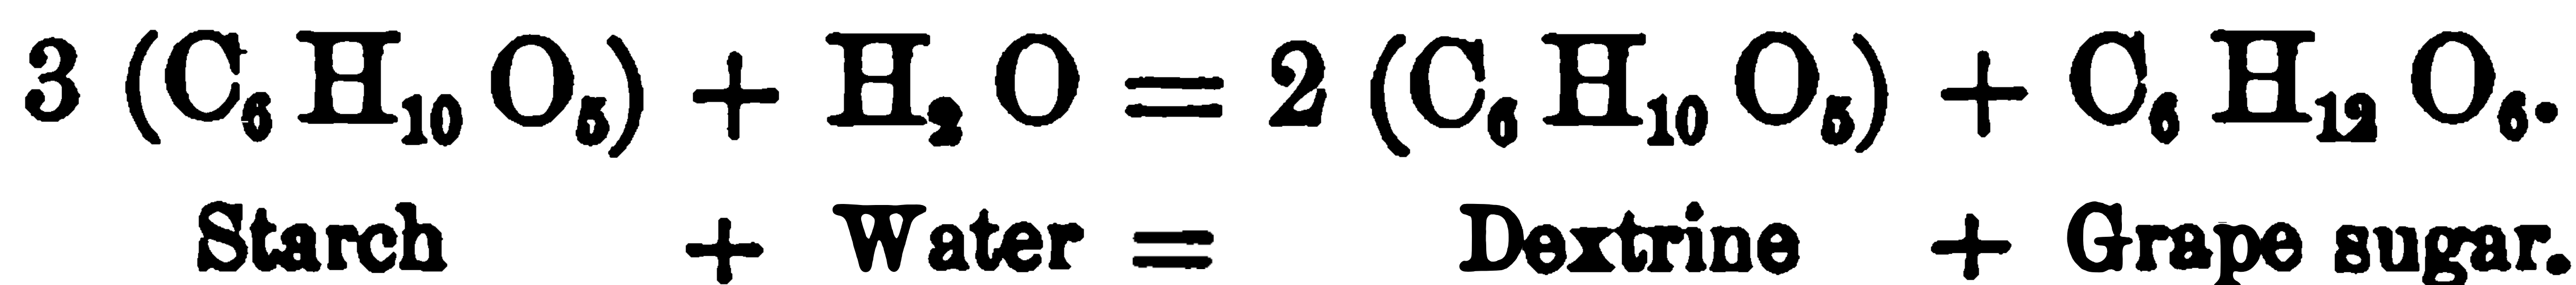 3 (C₆ H₁₀ O₅) + H₂ O = 2 (C₆ H₁₀ O₅) + C₆ H₁₂ O₆.
Starch + Water = Dextrine + Grape sugar.